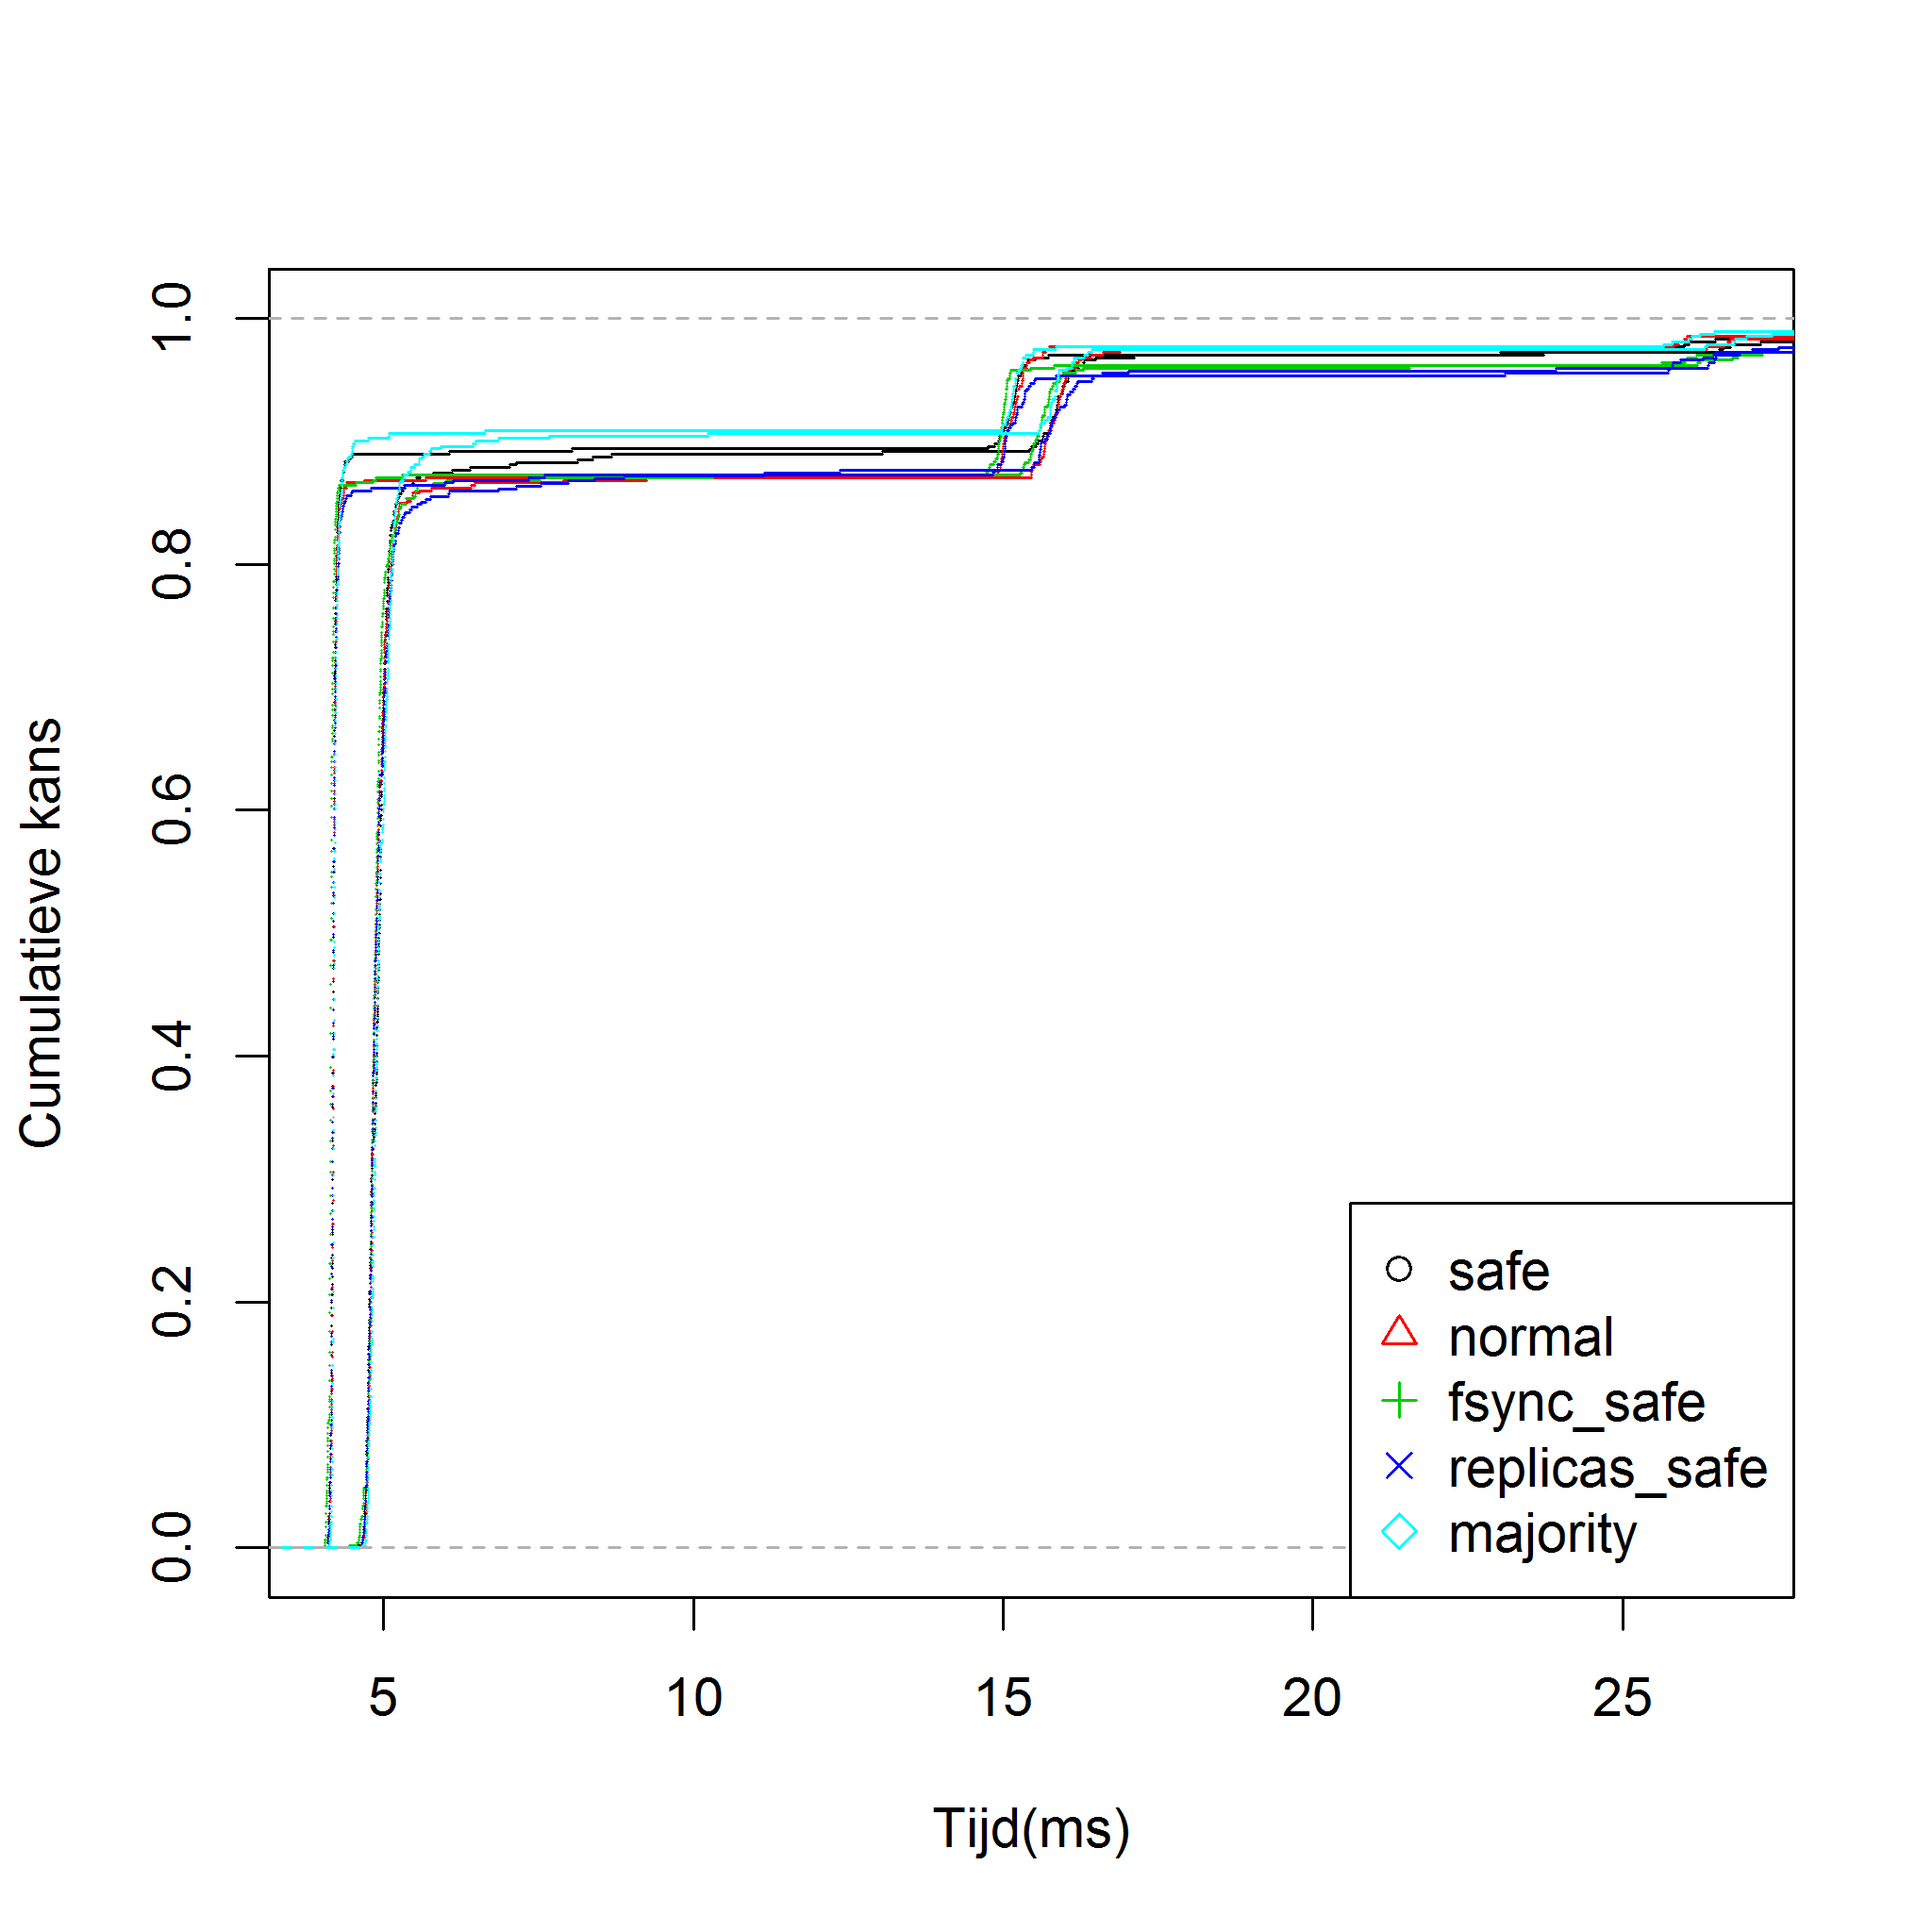 Cumulatieve kans
1.0
0.8
0.6
0.4
0.2
0.0
safe
normal
fsync_safe
replicas_safe
majority
5 10 15 20 25
Tijd(ms)